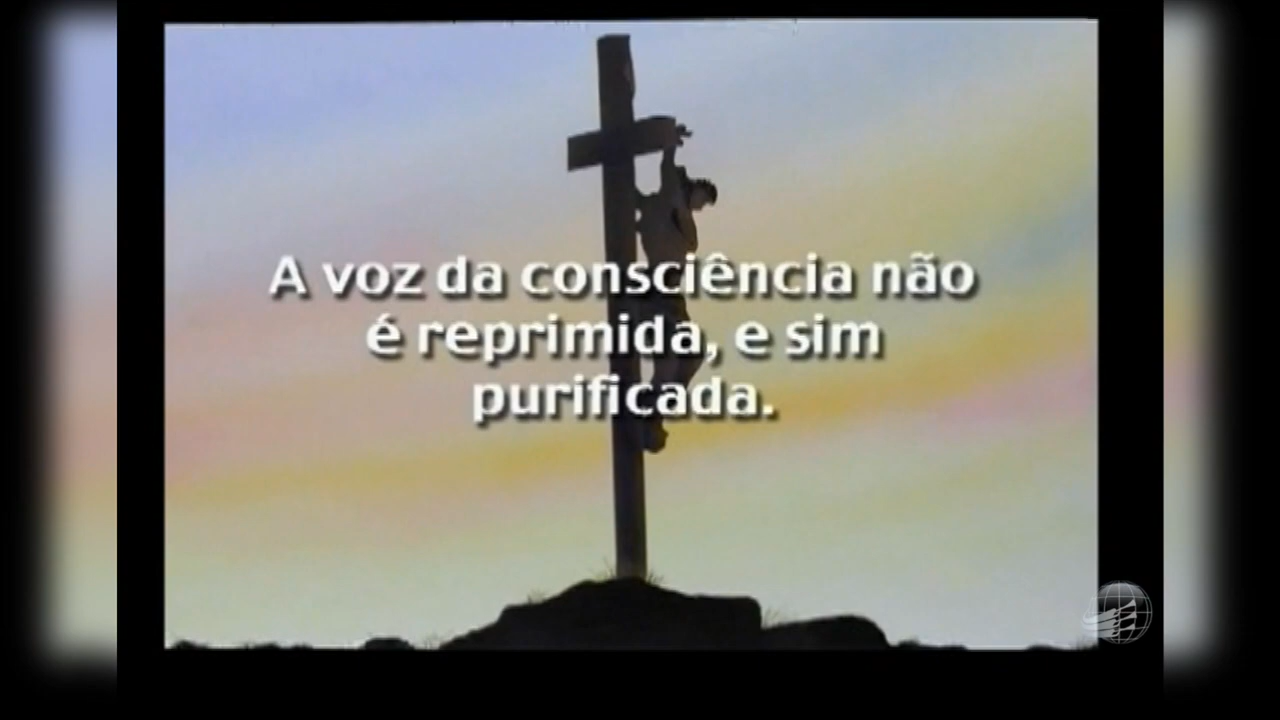 A voz da consciência não
é reprimida, e sim
purificada.